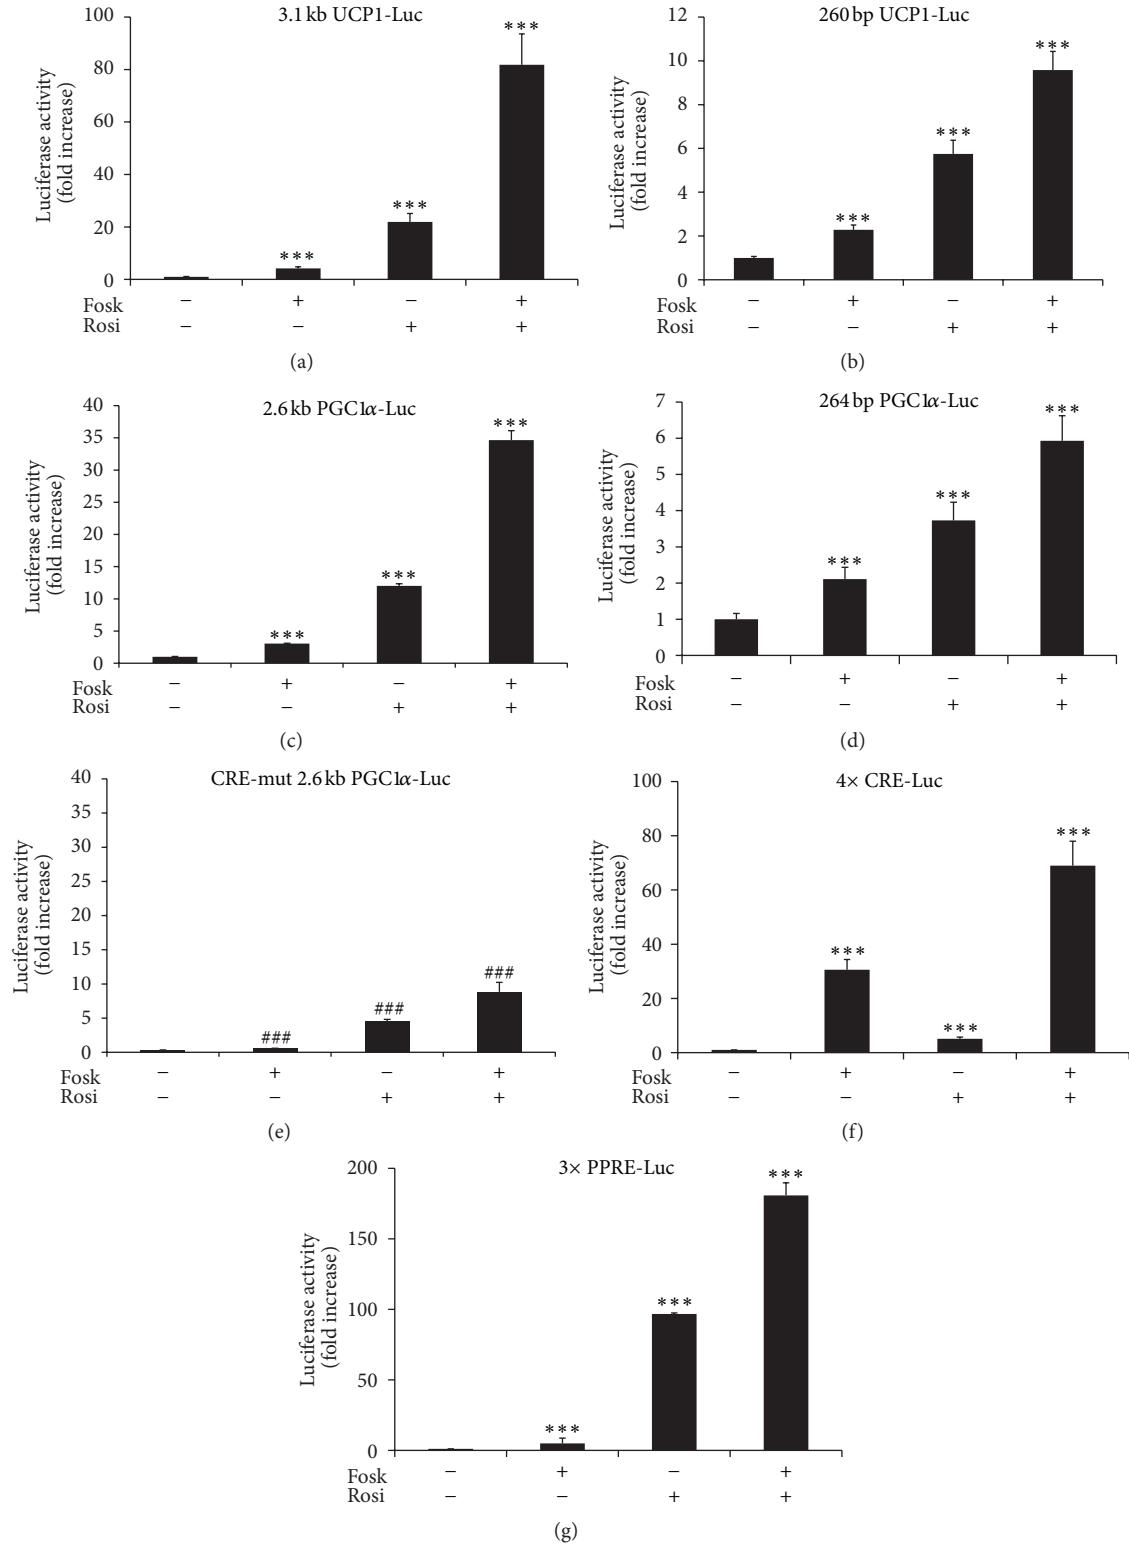 3.1 kb UCP1-Luc
Luciferase activity
(fold increase)
100
80
60
40
20
0
***
***
***
Fosk − + − +
Rosi − − + +
(a)
260 bp UCP1-Luc
Luciferase activity
(fold increase)
12
10
8
6
4
2
0
***
***
***
Fosk − + − +
Rosi − − + +
(b)
2.6 kb PGC1α-Luc
Luciferase activity
(fold increase)
40
35
30
25
20
15
10
5
0
***
***
***
Fosk − + − +
Rosi − − + +
(c)
264 bp PGC1α-Luc
Luciferase activity
(fold increase)
7
6
5
4
3
2
1
0
***
***
***
Fosk − + − +
Rosi − − + +
(d)
CRE-mut 2.6 kb PGC1α-Luc
Luciferase activity
(fold increase)
40
35
30
25
20
15
10
5
0
###
###
###
Fosk − + − +
Rosi − − + +
(e)
4× CRE-Luc
Luciferase activity
(fold increase)
100
80
60
40
20
0
***
***
***
Fosk − + − +
Rosi − − + +
(f)
3× PPRE-Luc
Luciferase activity
(fold increase)
200
150
100
50
0
***
***
***
Fosk − + − +
Rosi − − + +
(g)